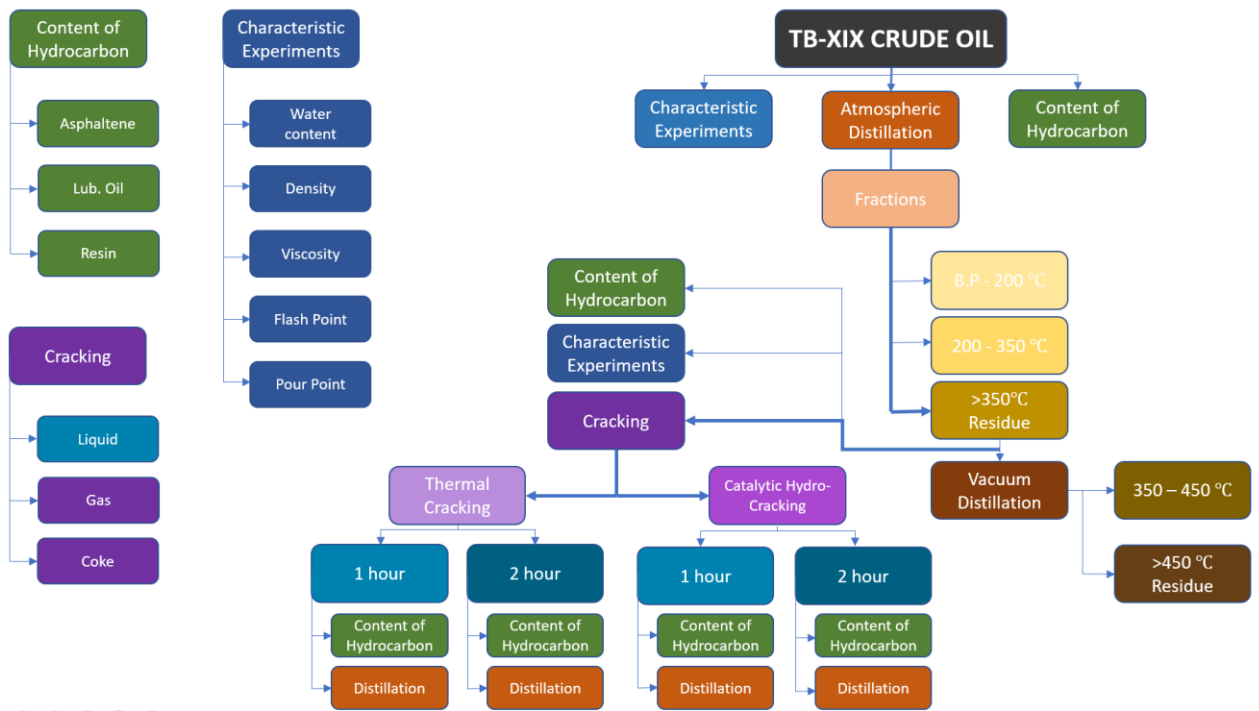 Content of
Hydrocarbon
Asphaltene
Lub. Oil
Resin
Cracking
Liquid
Gas
Coke
Characteristic
Experiments
Water
content
Density
Viscosity
Flash Point
Pour Point
TB-XIX CRUDE OIL
Characteristic
Experiments
Atmospheric
Distillation
Content of
Hydrocarbon
Fractions
B.P - 200 ℃
200 - 350 ℃
>350℃
Residue
Content of
Hydrocarbon
Characteristic
Experiments
Cracking
Vacuum
Distillation
350 – 450 ℃
>450 ℃
Residue
Thermal
Cracking
Catalytic Hydro-
Cracking
1 hour
2 hour
1 hour
2 hour
Content of
Hydrocarbon
Content of
Hydrocarbon
Content of
Hydrocarbon
Content of
Hydrocarbon
Distillation
Distillation
Distillation
Distillation